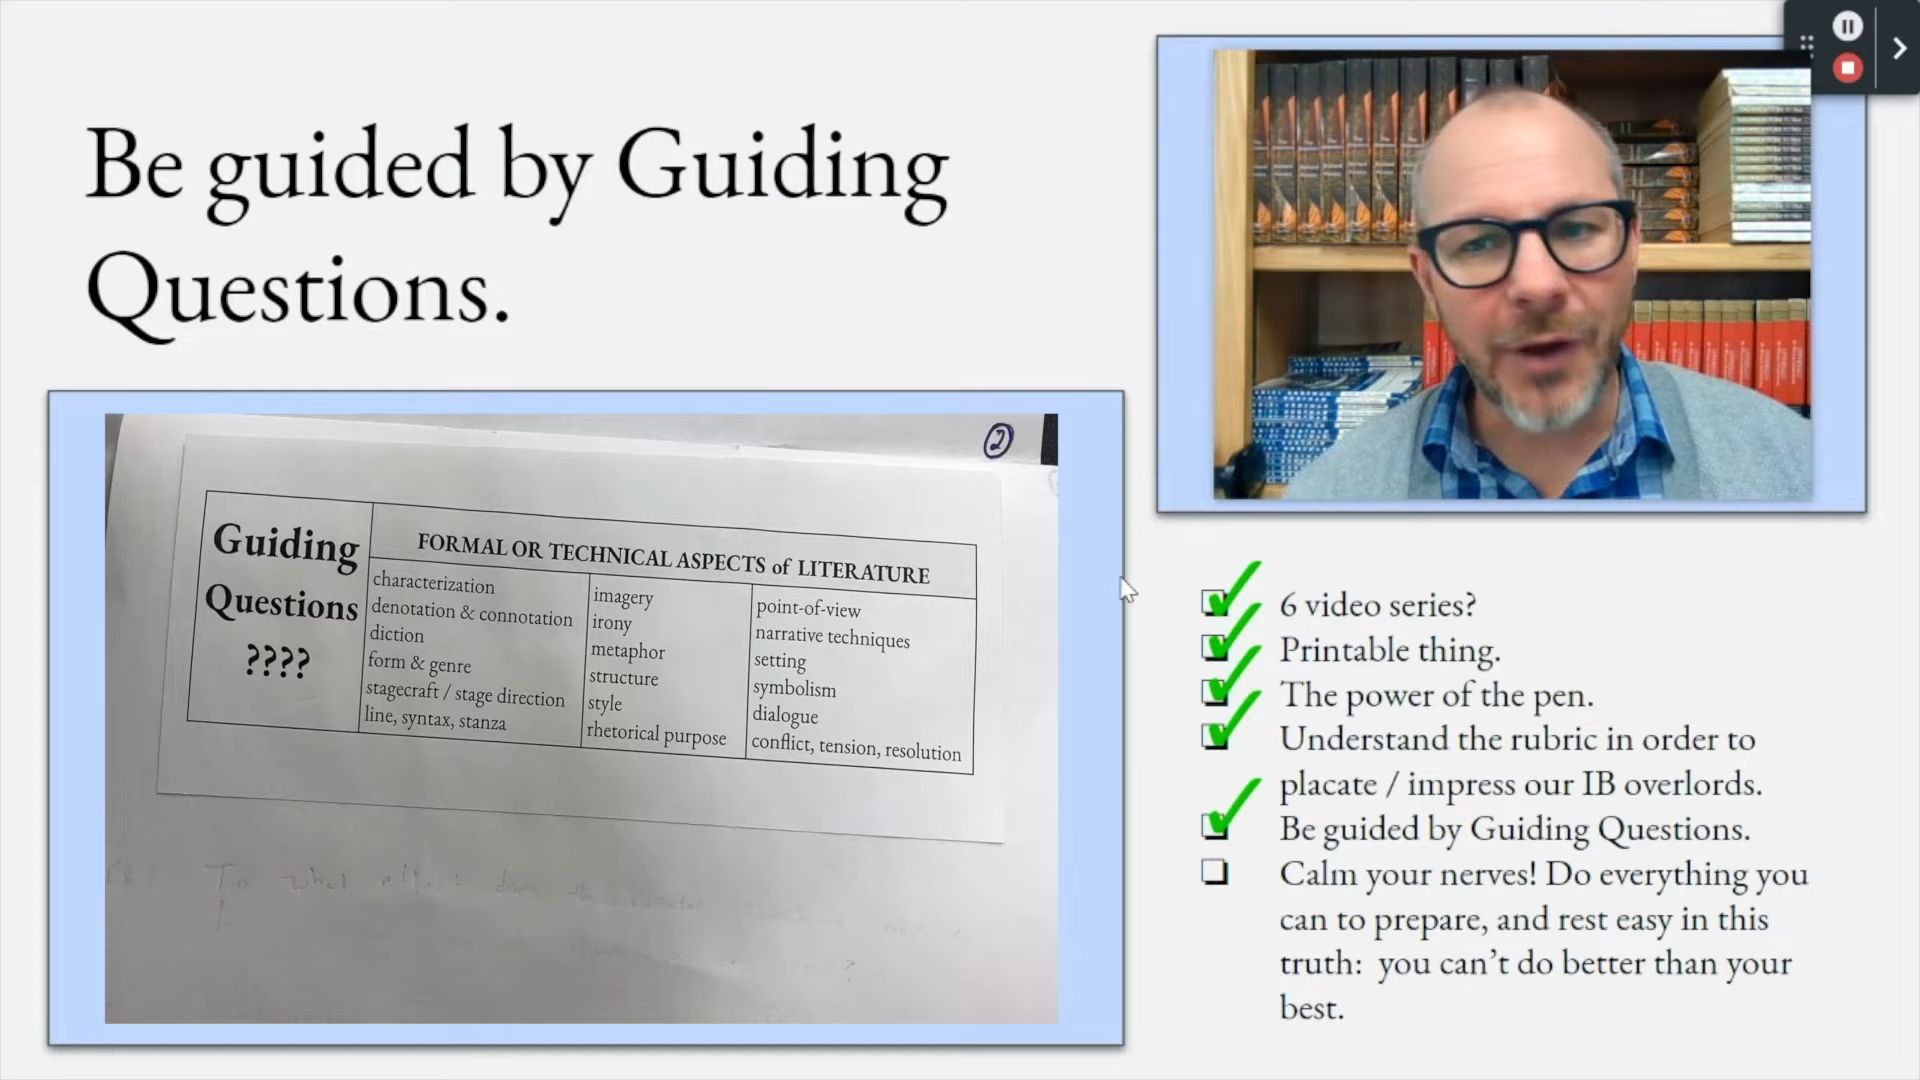 Be guided by Guiding
Questions.
2
Guiding
Questions
????
FORMAL OR TECHNICAL ASPECTS of LITERATURE
characterization
denotation & connotation
diction
form & genre
stagecraft / stage direction
line, syntax, stanza
imagery
irony
metaphor
structure
style
rhetorical purpose
point-of-view
narrative techniques
setting
symbolism
dialogue
conflict, tension, resolution
6 video series?
Printable thing.
The power of the pen.
Understand the rubric in order to
placate / impress our IB overlords.
Be guided by Guiding Questions.
Calm your nerves! Do everything you
can to prepare, and rest easy in this
truth:  you can’t do better than your
best.